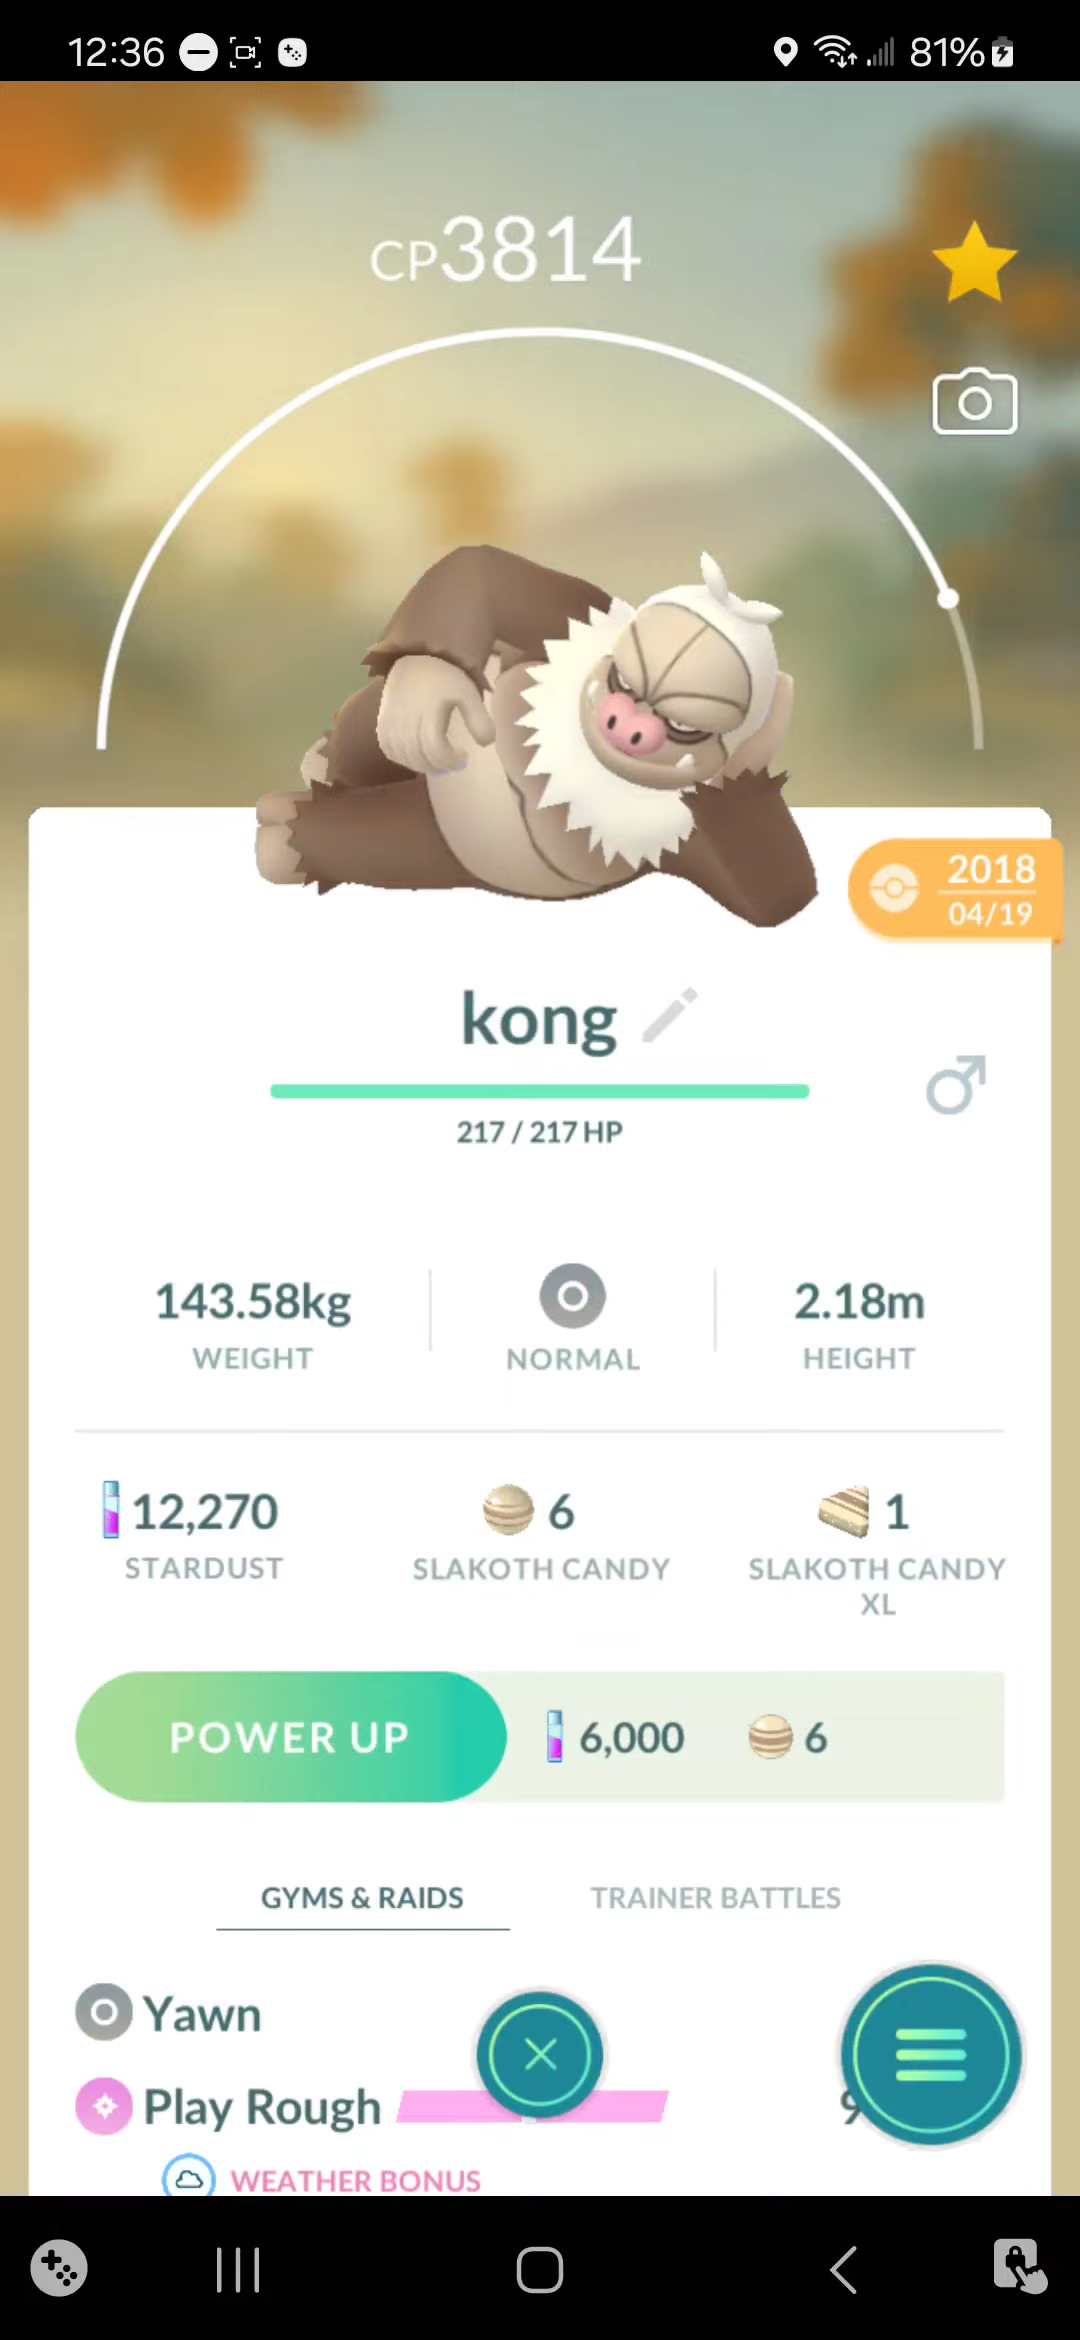 12:36
81%
CP3814
2018
04/19
kong
217 / 217 HP
143.58kg
WEIGHT
NORMAL
2.18m
HEIGHT
12,270
STARDUST
6
SLAKOTH CANDY
1
SLAKOTH CANDY
XL
POWER UP
6,000
6
GYMS & RAIDS
TRAINER BATTLES
Yawn
Play Rough
WEATHER BONUS